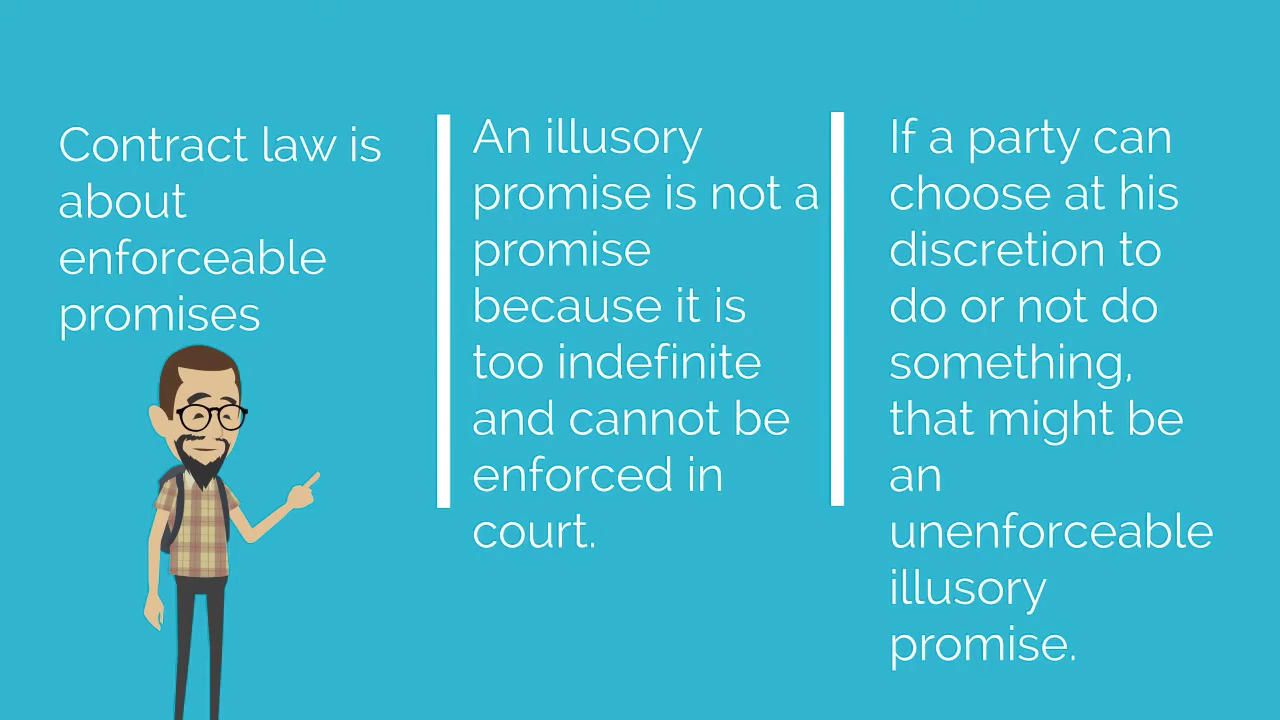 Contract law is
about
enforceable
promises
An illusory
promise is not a
promise
because it is
too indefinite
and cannot be
enforced in
court.
If a party can
choose at his
discretion to
do or not do
something,
that might be
an
unenforceable
illusory
promise.